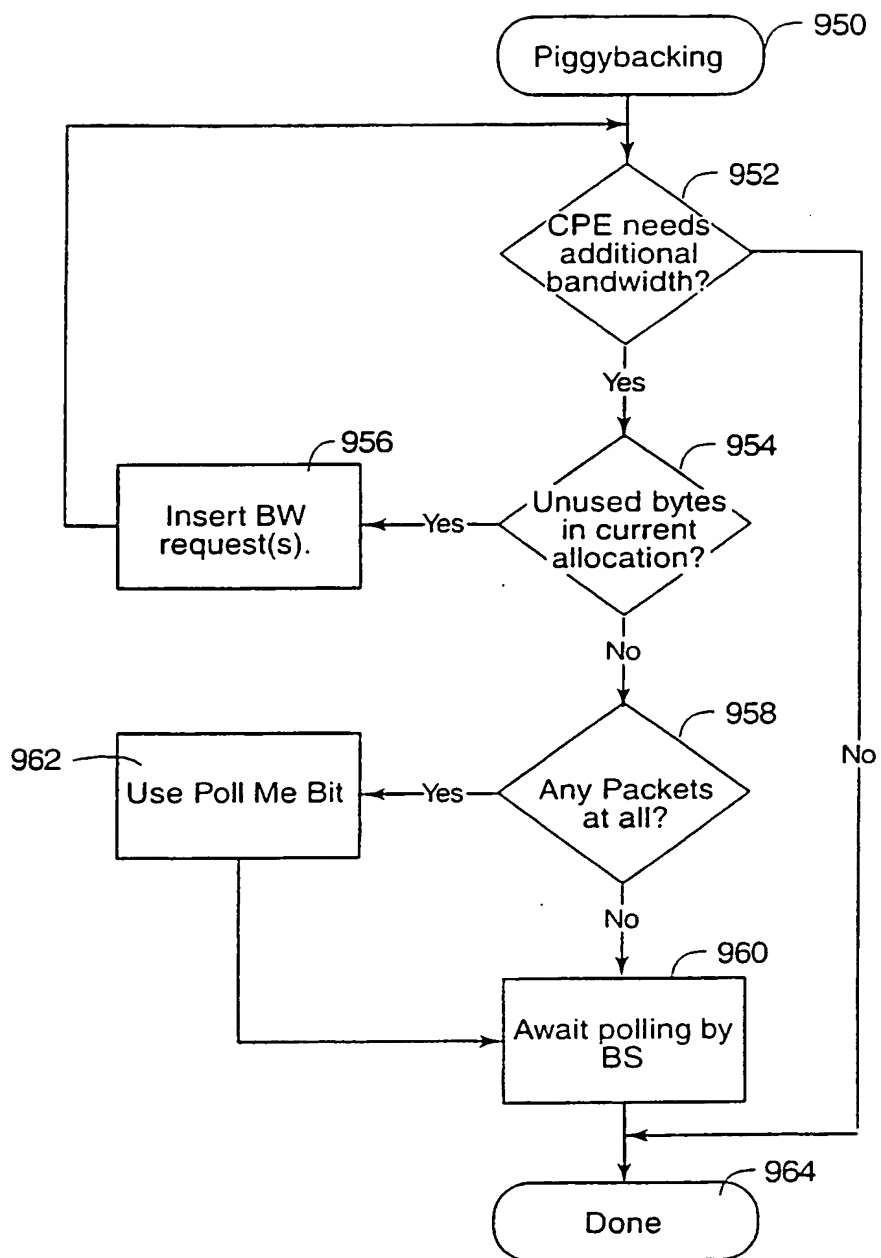 950
Piggybacking
952
CPE needs
additional
bandwidth?
Yes
956
954
Insert BW
request(s).
Yes
Unused bytes
in current
allocation?
No
958
962
Use Poll Me Bit
Yes
Any Packets
at all?
No
No
960
Await polling by
BS
964
Done